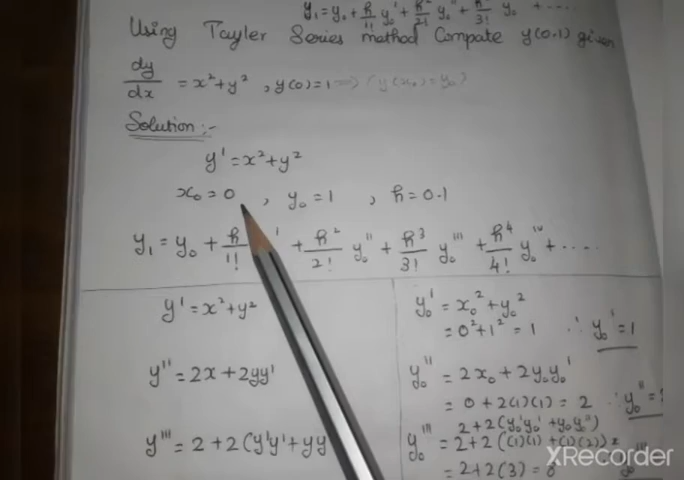 y₁ = y₀ + h/1! y₀' + h²/2! y₀'' + h³/3! y₀''' + ....
Using Tayler Series method Compute y(0.1) given
dy/dx = x² + y² , y(0) = 1 ⇒ (y(x₀) = y₀)
Solution :-
y' = x² + y²
x₀ = 0 , y₀ = 1 , h = 0.1
y₁ = y₀ + h/1! ' + h²/2! y₀'' + h³/3! y₀''' + h⁴/4! y₀ⁱᵛ + ....
y' = x² + y²
y'' = 2x + 2yy'
y''' = 2 + 2(y'y' + yy
y₀' = x₀² + y₀²
= 0² + 1² = 1 ∴ y₀' = 1
y₀'' = 2x₀ + 2y₀y₀'
= 0 + 2(1)(1) = 2 ∴ y₀'' =
2 + 2(y₀'y₀' + y₀y₀'')
y₀''' = 2 + 2((1)(1) + (1)(2))
= 2 + 2(3) = 8
XRecorder